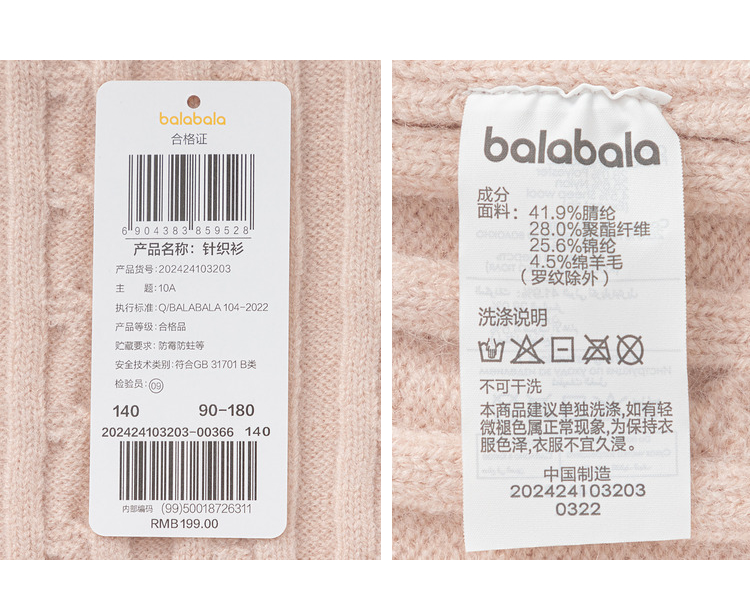 balabala
合格证
6 904383 859528
产品名称：针织衫
产品货号:202424103203
主 题:10A
执行标准:Q/BALABALA 104-2022
产品等级:合格品
贮藏要求：防霉防蛀等
安全技术类别:符合GB 31701 B类
检验员: 09
140 90-180
202424103203-00366 140
内部编码 (99)50018726311
RMB199.00
balabala
成分
面料：41.9%腈纶
28.0%聚酯纤维
25.6%锦纶
4.5%绵羊毛
(罗纹除外)
洗涤说明
不可干洗
本商品建议单独洗涤,如有轻
微褪色属正常现象,为保持衣
服色泽,衣服不宜久浸。
中国制造
202424103203
0322